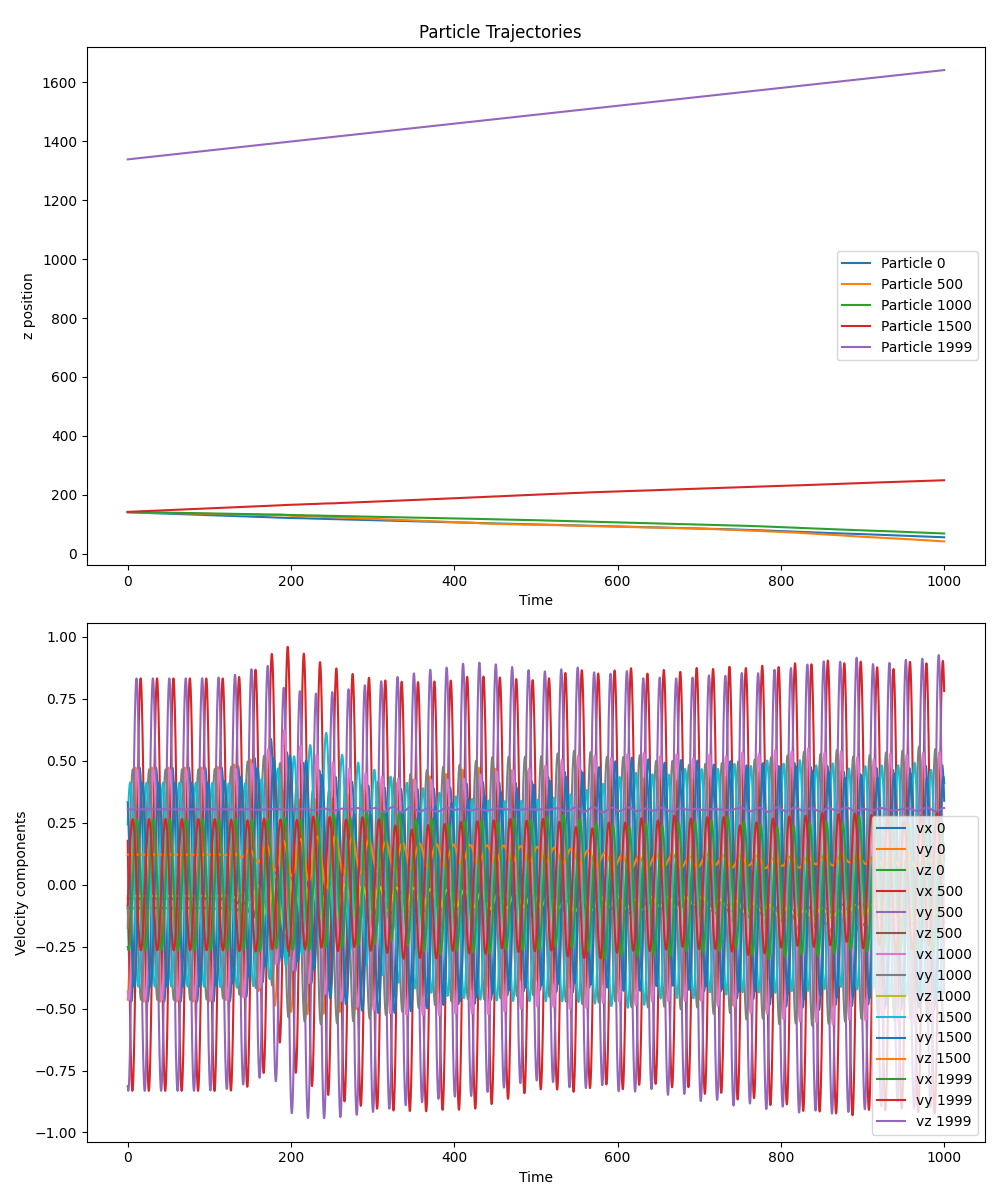 Particle Trajectories
1600
1400
1200
1000
800
600
400
200
0
z position
Particle 0
Particle 500
Particle 1000
Particle 1500
Particle 1999
0 200 400 600 800 1000
Time
1.00
0.75
0.50
0.25
0.00
−0.25
−0.50
−0.75
−1.00
Velocity components
vx 0
vy 0
vz 0
vx 500
vy 500
vz 500
vx 1000
vy 1000
vz 1000
vx 1500
vy 1500
vz 1500
vx 1999
vy 1999
vz 1999
0 200 400 600 800 1000
Time